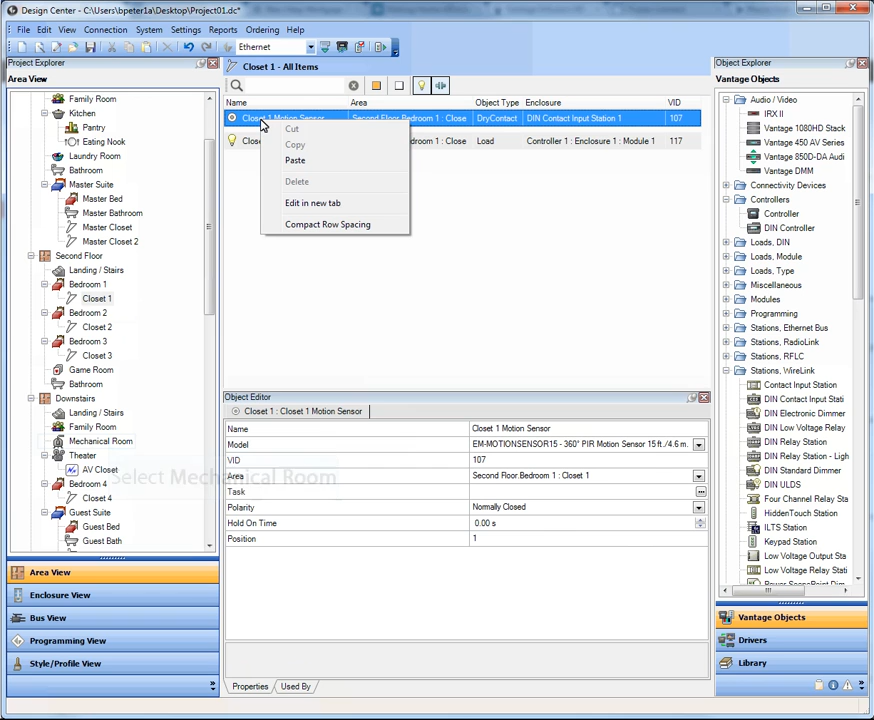 Design Center - C:\Users\bpeter1a\Desktop\Project01.dc*
File Edit View Connection System Settings Reports Ordering Help
Ethernet
Project Explorer
Area View
Family Room
Kitchen
Pantry
Eating Nook
Laundry Room
Bathroom
Master Suite
Master Bed
Master Bathroom
Master Closet
Master Closet 2
Second Floor
Landing / Stairs
Bedroom 1
Closet 1
Bedroom 2
Closet 2
Bedroom 3
Closet 3
Game Room
Bathroom
Downstairs
Landing / Stairs
Family Room
Mechanical Room
Theater
AV Closet
Bedroom 4
Closet 4
Guest Suite
Guest Bed
Guest Bath
Select Mechanical Room
Area View
Enclosure View
Bus View
Programming View
Style/Profile View
Closet 1 - All Items
Name Area Object Type Enclosure VID
Closet 1 Motion Sensor Second Floor.Bedroom 1 : Close DryContact DIN Contact Input Station 1 107
Close droom 1 : Close Load Controller 1 : Enclosure 1 : Module 1 117
Cut
Copy
Paste
Delete
Edit in new tab
Compact Row Spacing
Object Editor
Closet 1 : Closet 1 Motion Sensor
Name Closet 1 Motion Sensor
Model EM-MOTIONSENSOR15 - 360° PIR Motion Sensor 15 ft./4.6 m.
VID 107
Area Second Floor.Bedroom 1 : Closet 1
Task
Polarity Normally Closed
Hold On Time 0.00 s
Position 1
Properties Used By
Object Explorer
Vantage Objects
Audio / Video
IRX II
Vantage 1080HD Stack
Vantage 450 AV Series
Vantage 850D-DA Audi
Vantage DMM
Connectivity Devices
Controllers
Controller
DIN Controller
Loads, DIN
Loads, Module
Loads, Type
Miscellaneous
Modules
Programming
Stations, Ethernet Bus
Stations, RadioLink
Stations, RFLC
Stations, WireLink
Contact Input Station
DIN Contact Input Stati
DIN Electronic Dimmer
DIN Low Voltage Relay
DIN Relay Station
DIN Relay Station - Ligh
DIN Standard Dimmer
DIN ULDS
Four Channel Relay Sta
HiddenTouch Station
ILTS Station
Keypad Station
Low Voltage Output Sta
Low Voltage Relay Stati
Power ScenePoint Dim
Vantage Objects
Drivers
Library